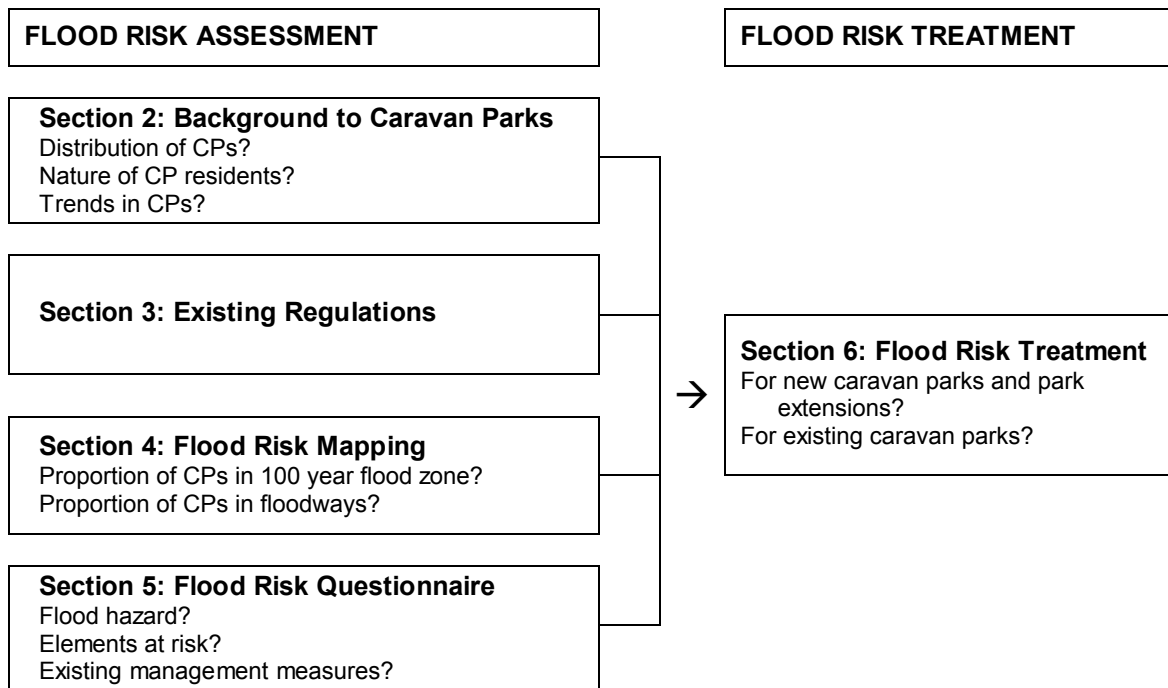 FLOOD RISK ASSESSMENT
FLOOD RISK TREATMENT
Section 2: Background to Caravan Parks
Distribution of CPs?
Nature of CP residents?
Trends in CPs?
Section 3: Existing Regulations
Section 4: Flood Risk Mapping
Proportion of CPs in 100 year flood zone?
Proportion of CPs in floodways?
Section 5: Flood Risk Questionnaire
Flood hazard?
Elements at risk?
Existing management measures?
→
Section 6: Flood Risk Treatment
For new caravan parks and park
extensions?
For existing caravan parks?